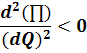 d²(∏)/(dQ)² < 0